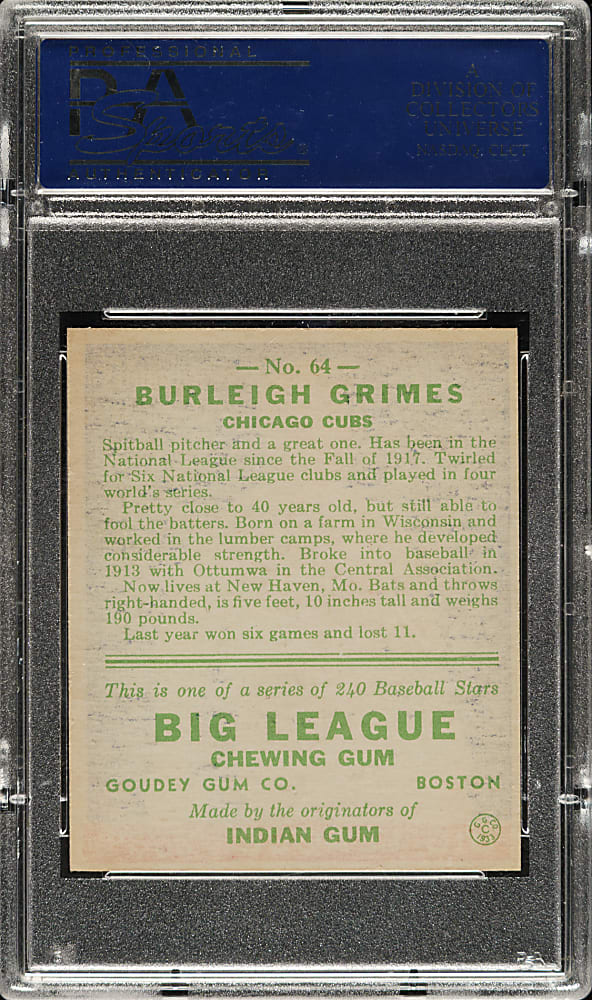 PROFESSIONAL
PSA
Sports
AUTHENTICATOR
A
DIVISION OF
COLLECTORS
UNIVERSE
NASDAQ: CLCT
— No. 64 —
BURLEIGH GRIMES
CHICAGO CUBS
Spitball pitcher and a great one. Has been in the
National League since the Fall of 1917. Twirled
for Six National League clubs and played in four
world's series.
Pretty close to 40 years old, but still able to
fool the batters. Born on a farm in Wisconsin and
worked in the lumber camps, where he developed
considerable strength. Broke into baseball in
1913 with Ottumwa in the Central Association.
Now lives at New Haven, Mo. Bats and throws
right-handed, is five feet, 10 inches tall and weighs
190 pounds.
Last year won six games and lost 11.
This is one of a series of 240 Baseball Stars
BIG LEAGUE
CHEWING GUM
GOUDEY GUM CO. BOSTON
Made by the originators of
INDIAN GUM
G.G.CO.
C
1933
PSA